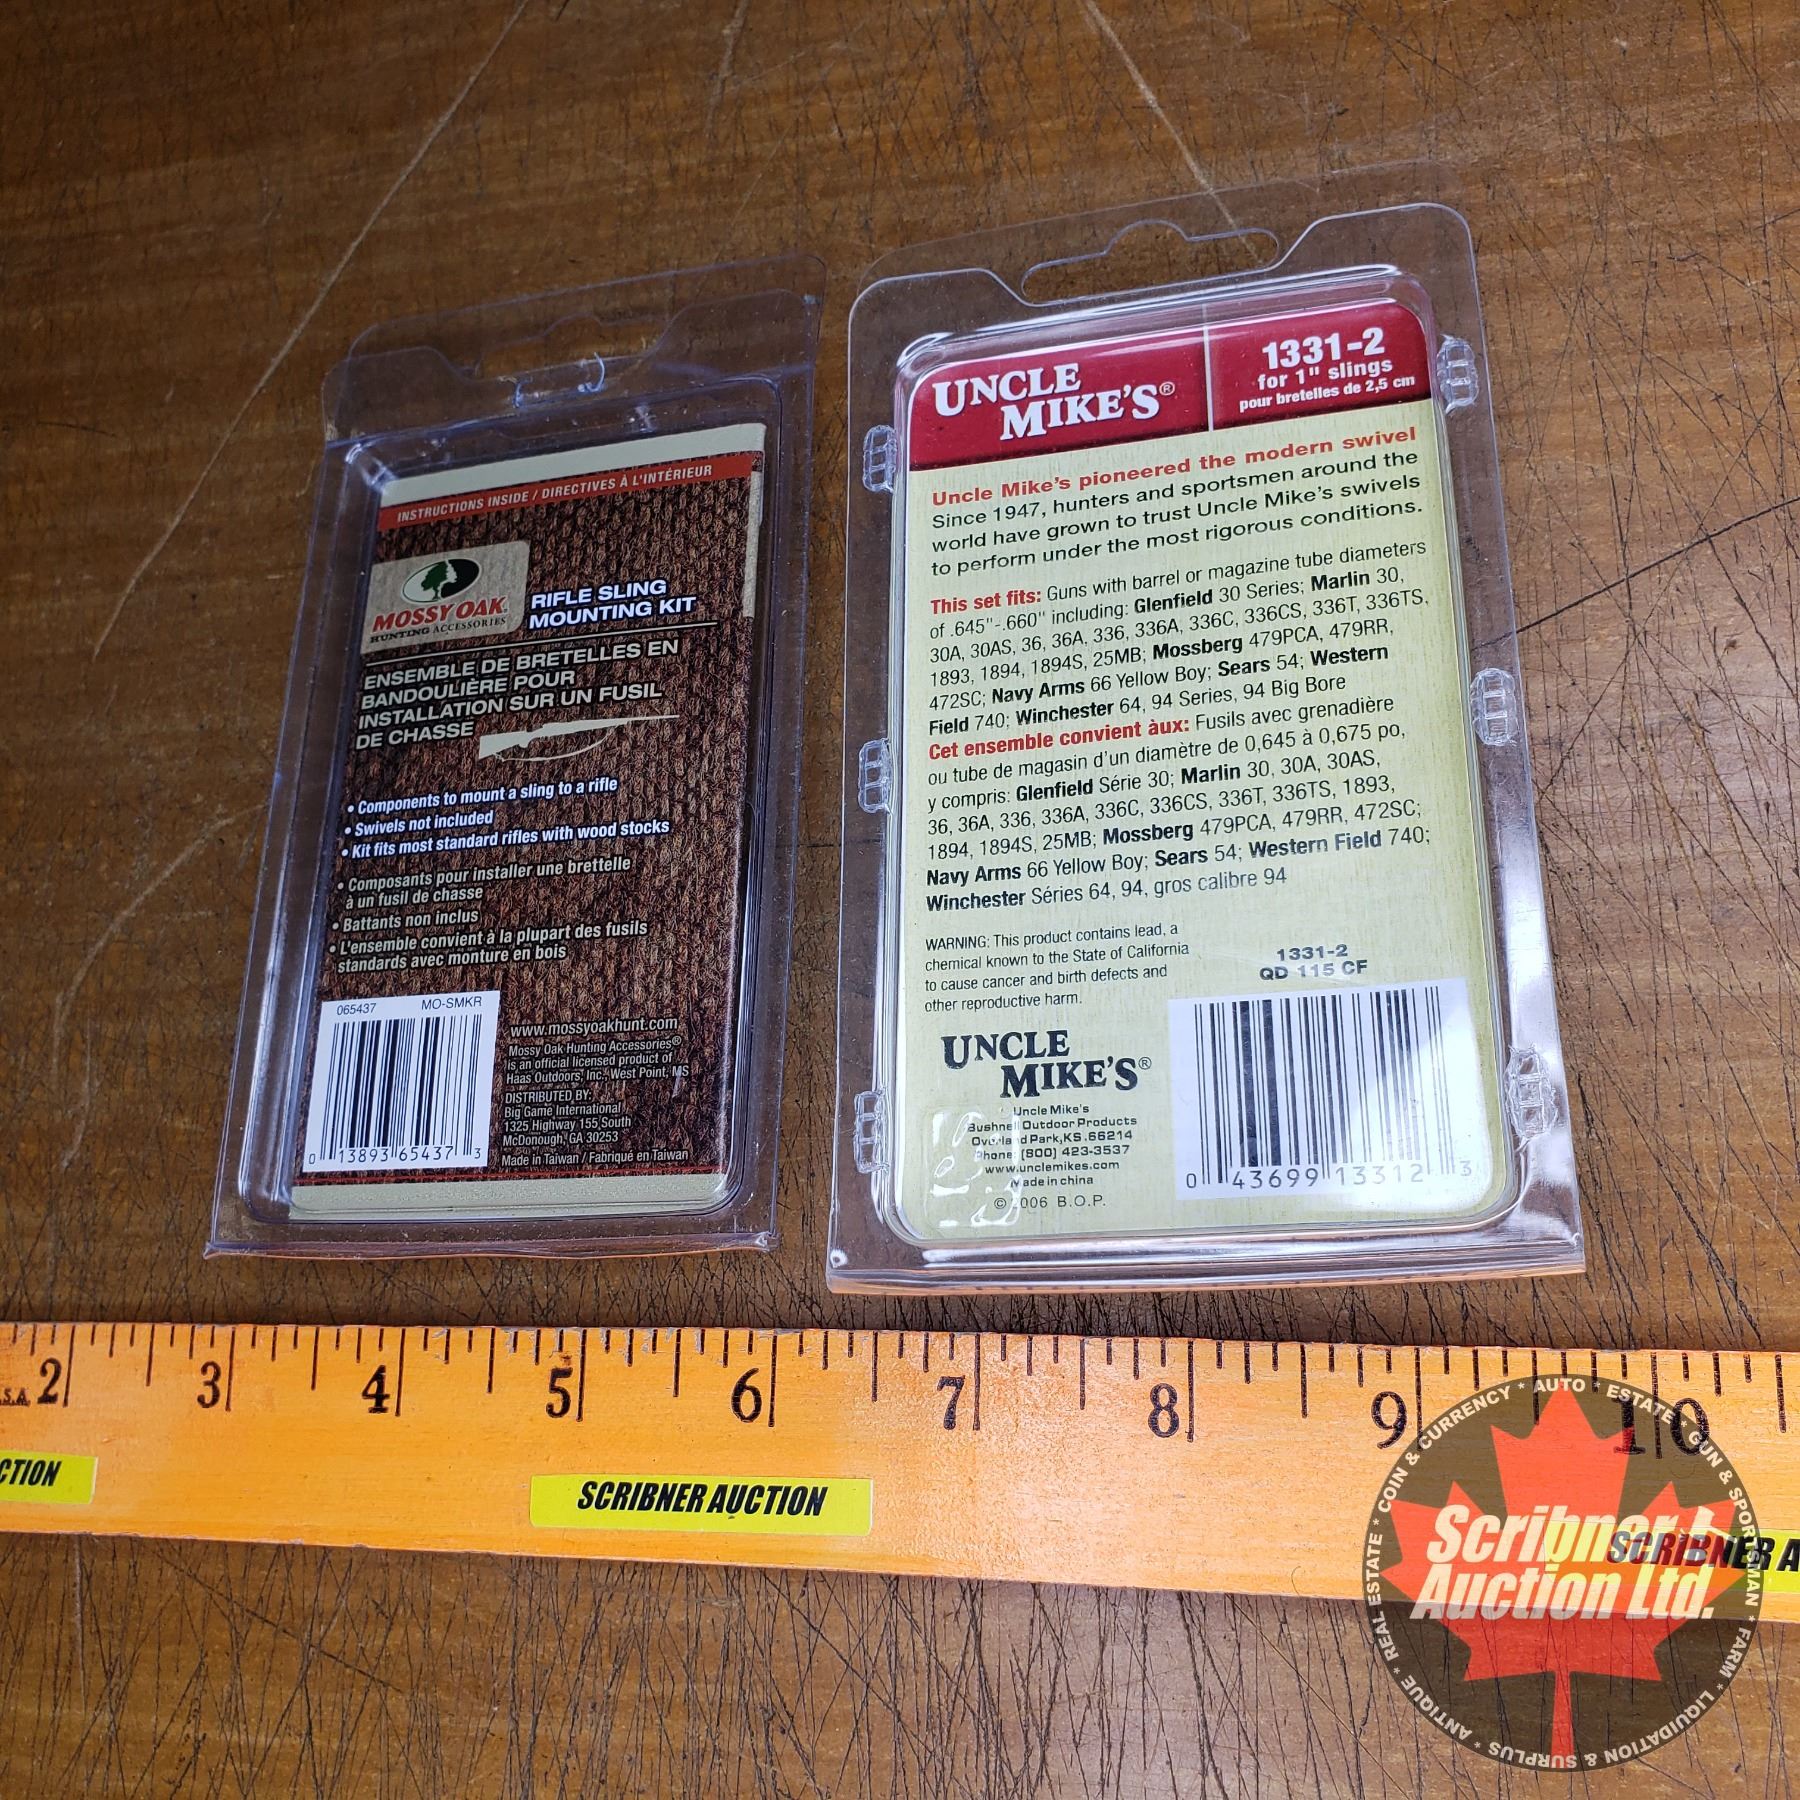 INSTRUCTIONS INSIDE / DIRECTIVES À L'INTÉRIEUR
MOSSY OAK
HUNTING ACCESSORIES
RIFLE SLING
MOUNTING KIT
ENSEMBLE DE BRETELLES EN
BANDOULIÈRE POUR
INSTALLATION SUR UN FUSIL
DE CHASSE
• Components to mount a sling to a rifle
• Swivels not included
• Kit fits most standard rifles with wood stocks
• Composants pour installer une brettelle
à un fusil de chasse
• Battants non inclus
• L'ensemble convient à la plupart des fusils
standards avec monture en bois
065437 MO-SMKR
0 13893 65437 3
www.mossyoakhunt.com
Mossy Oak Hunting Accessories®
is an official licensed product of
Haas Outdoors, Inc., West Point, MS
DISTRIBUTED BY:
Big Game International
1325 Highway 155 South
McDonough, GA 30253
Made in Taiwan / Fabriqué en Taiwan
UNCLE
MIKE'S®
1331-2
for 1" slings
pour bretelles de 2,5 cm
Uncle Mike's pioneered the modern swivel
Since 1947, hunters and sportsmen around the
world have grown to trust Uncle Mike's swivels
to perform under the most rigorous conditions.
This set fits: Guns with barrel or magazine tube diameters
of .645"-.660" including: Glenfield 30 Series; Marlin 30,
30A, 30AS, 36, 36A, 336, 336A, 336C, 336CS, 336T, 336TS,
1893, 1894, 1894S, 25MB; Mossberg 479PCA, 479RR,
472SC; Navy Arms 66 Yellow Boy; Sears 54; Western
Field 740; Winchester 64, 94 Series, 94 Big Bore
Cet ensemble convient àux: Fusils avec grenadière
ou tube de magasin d'un diamètre de 0,645 à 0,675 po,
y compris: Glenfield Série 30; Marlin 30, 30A, 30AS,
36, 36A, 336, 336A, 336C, 336CS, 336T, 336TS, 1893,
1894, 1894S, 25MB; Mossberg 479PCA, 479RR, 472SC;
Navy Arms 66 Yellow Boy; Sears 54; Western Field 740;
Winchester Séries 64, 94, gros calibre 94
WARNING: This product contains lead, a
chemical known to the State of California
to cause cancer and birth defects and
other reproductive harm.
1331-2
QD 115 CF
UNCLE
MIKE'S®
Uncle Mike's
Bushnell Outdoor Products
Overland Park,KS.66214
Phone (800) 423-3537
www.unclemikes.com
Made in china
© 2006 B.O.P.
0 43699 13312 3
S.A. 2 3 4 5 6 7 8 9 10
CTION
SCRIBNER AUCTION
SCRIBNER A
Scribner
Auction Ltd.
COIN & CURRENCY * AUTO * ESTATE * GUN & SPORTSMAN * FARM * LIQUIDATION & SURPLUS * ANTIQUE * REAL ESTATE *